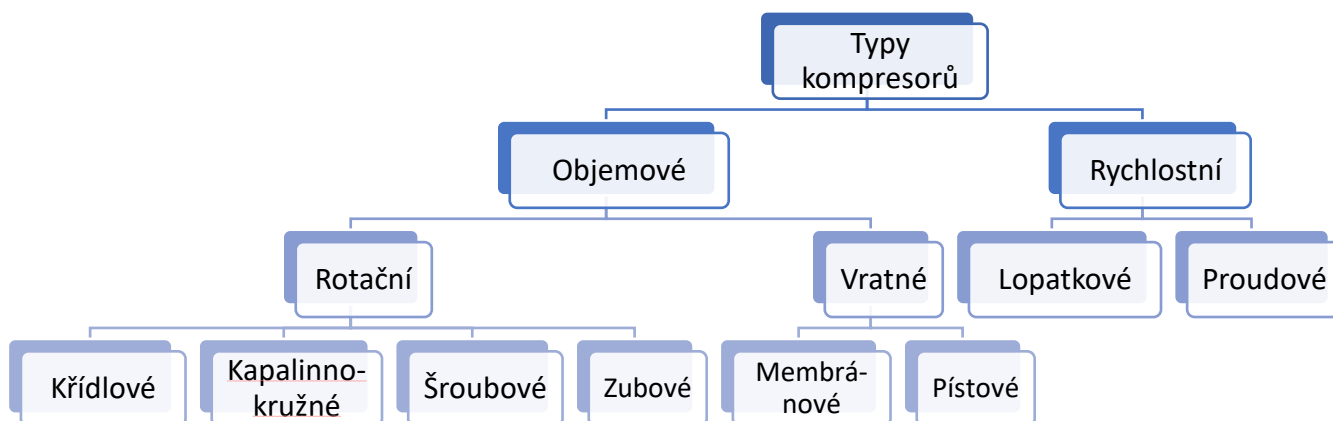 Typy
kompresorů
Objemové
Rychlostní
Rotační
Vratné
Lopatkové
Proudové
Křídlové
Kapalinno-
kružné
Šroubové
Zubové
Membrá-
nové
Pístové